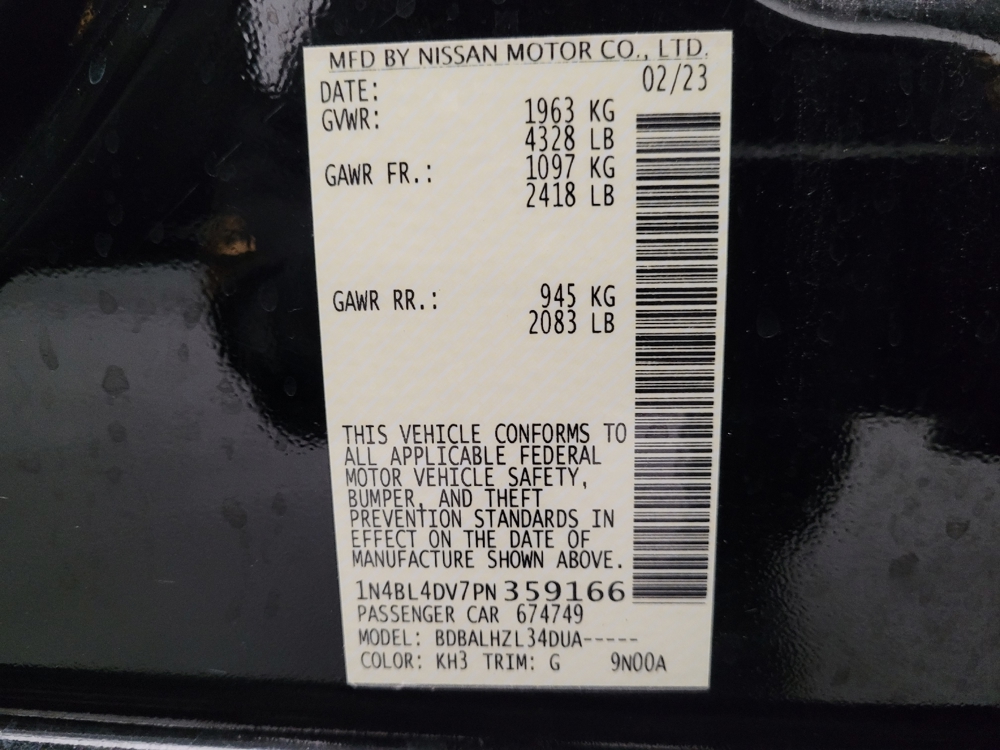 MFD BY NISSAN MOTOR CO., LTD.
DATE: 02/23
GVWR: 1963 KG
4328 LB
GAWR FR.: 1097 KG
2418 LB
GAWR RR.: 945 KG
2083 LB
THIS VEHICLE CONFORMS TO
ALL APPLICABLE FEDERAL
MOTOR VEHICLE SAFETY,
BUMPER, AND THEFT
PREVENTION STANDARDS IN
EFFECT ON THE DATE OF
MANUFACTURE SHOWN ABOVE.
1N4BL4DV7PN359166
PASSENGER CAR 674749
MODEL: BDBALHZL34DUA-----
COLOR: KH3 TRIM: G 9N00A